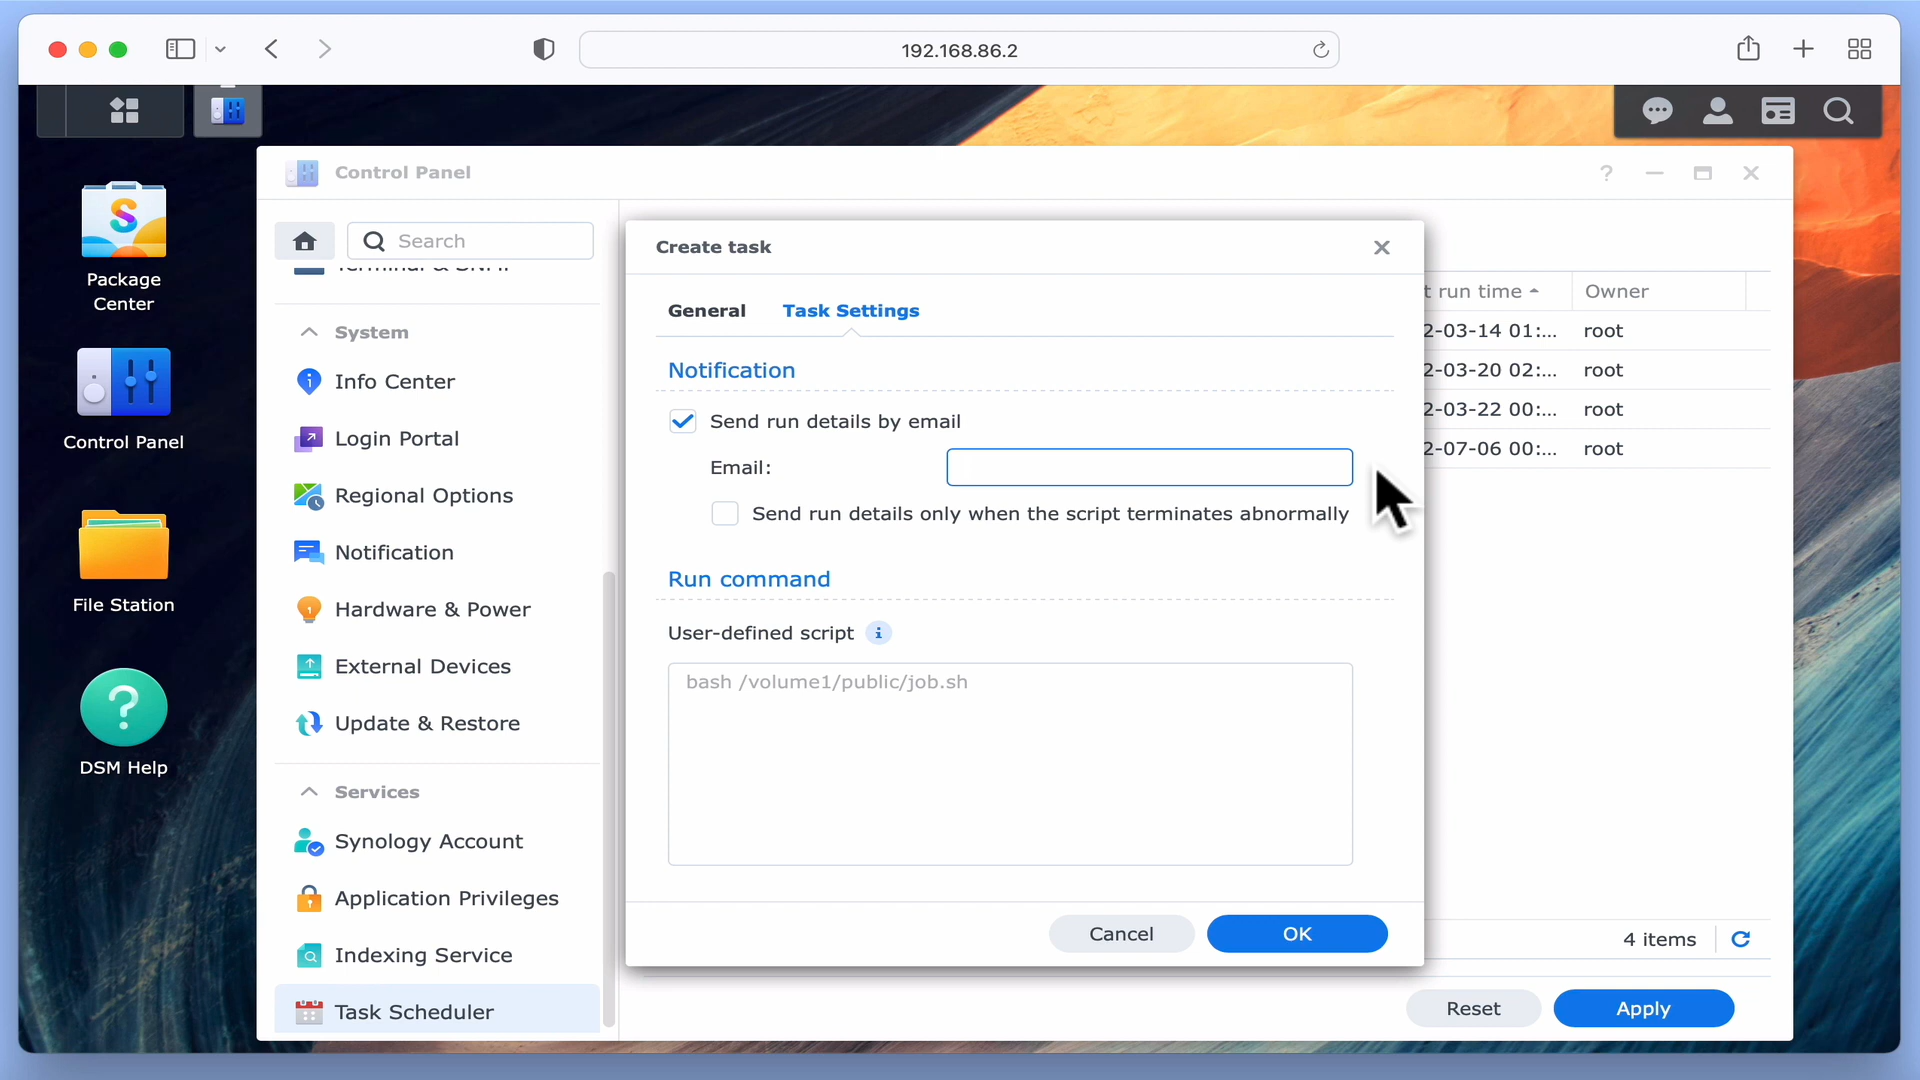 192.168.86.2
Control Panel
Search
System
Info Center
Login Portal
Regional Options
Notification
Hardware & Power
External Devices
Update & Restore
Services
Synology Account
Application Privileges
Indexing Service
Task Scheduler
Package
Center
Control Panel
File Station
DSM Help
Create task
General Task Settings
Notification
Send run details by email
Email:
Send run details only when the script terminates abnormally
Run command
User-defined script
bash /volume1/public/job.sh
Cancel OK
t run time Owner
2-03-14 01:... root
2-03-20 02:... root
2-03-22 00:... root
2-07-06 00:... root
4 items
Reset Apply